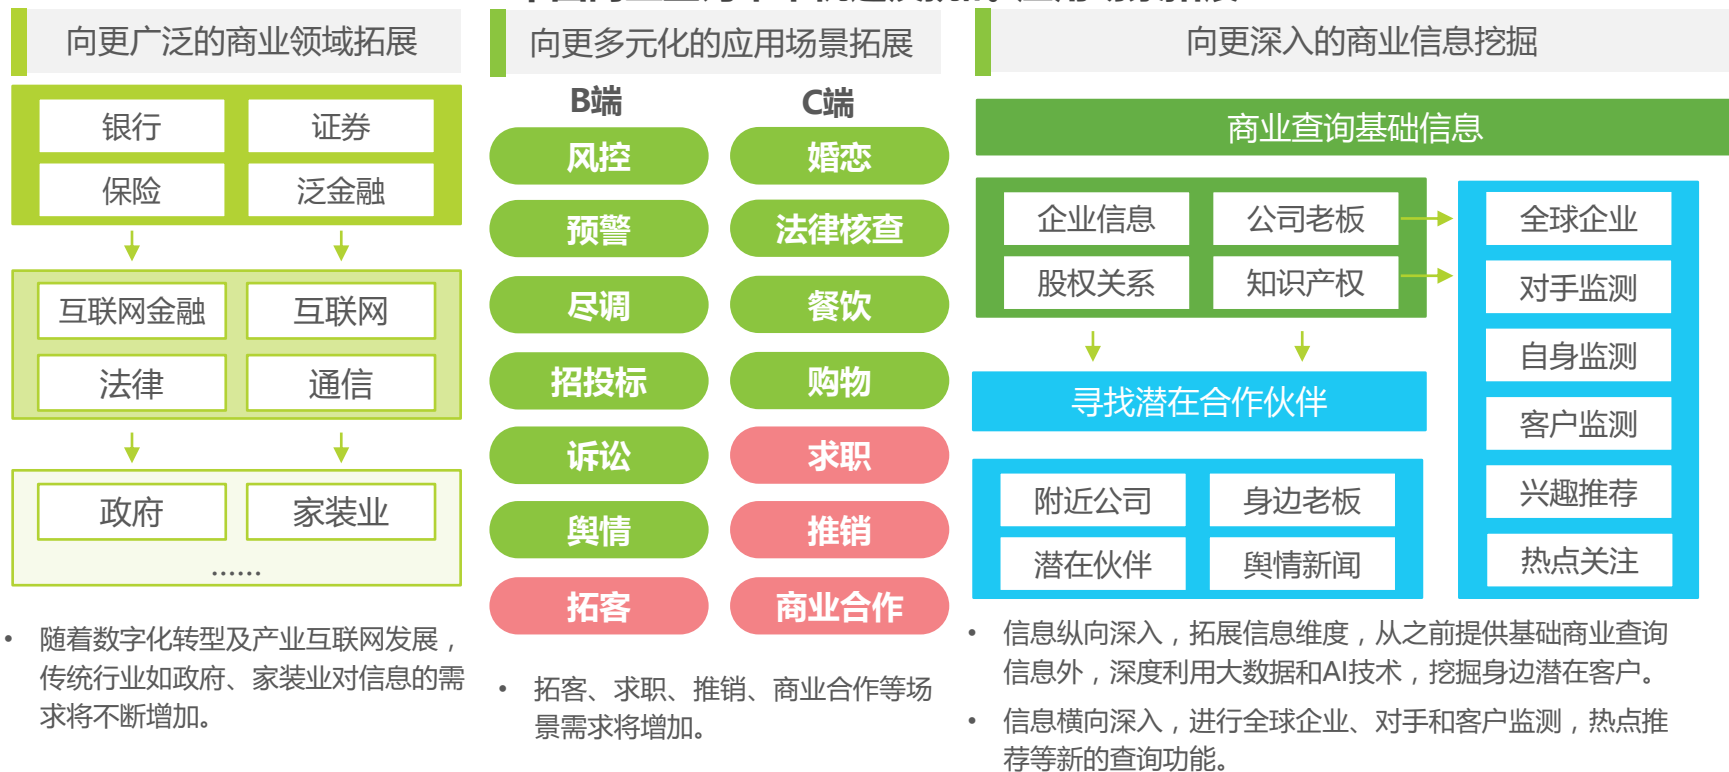 向更广泛的商业领域拓展
银行
证券
保险
泛金融
互联网金融
互联网
法律
通信
政府
家装业
......
• 随着数字化转型及产业互联网发展，
传统行业如政府、家装业对信息的需
求将不断增加。
向更多元化的应用场景拓展
B端
C端
风控
婚恋
预警
法律核查
尽调
餐饮
招投标
购物
诉讼
求职
舆情
推销
拓客
商业合作
• 拓客、求职、推销、商业合作等场
景需求将增加。
向更深入的商业信息挖掘
商业查询基础信息
企业信息
公司老板
股权关系
知识产权
寻找潜在合作伙伴
附近公司
身边老板
潜在伙伴
舆情新闻
全球企业
对手监测
自身监测
客户监测
兴趣推荐
热点关注
• 信息纵向深入，拓展信息维度，从之前提供基础商业查询
信息外，深度利用大数据和AI技术，挖掘身边潜在客户。
• 信息横向深入，进行全球企业、对手和客户监测，热点推
荐等新的查询功能。